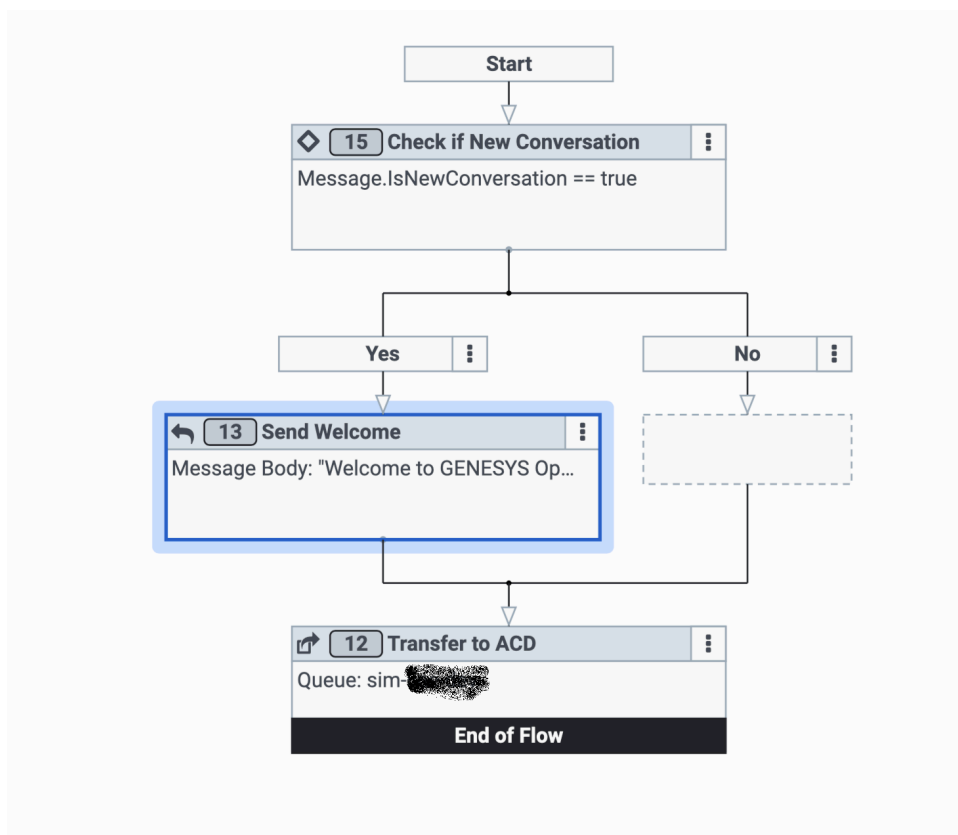 Start
15 Check if New Conversation
Message.IsNewConversation == true
Yes
No
13 Send Welcome
Message Body: "Welcome to GENESYS Op...
12 Transfer to ACD
Queue: sim-
End of Flow